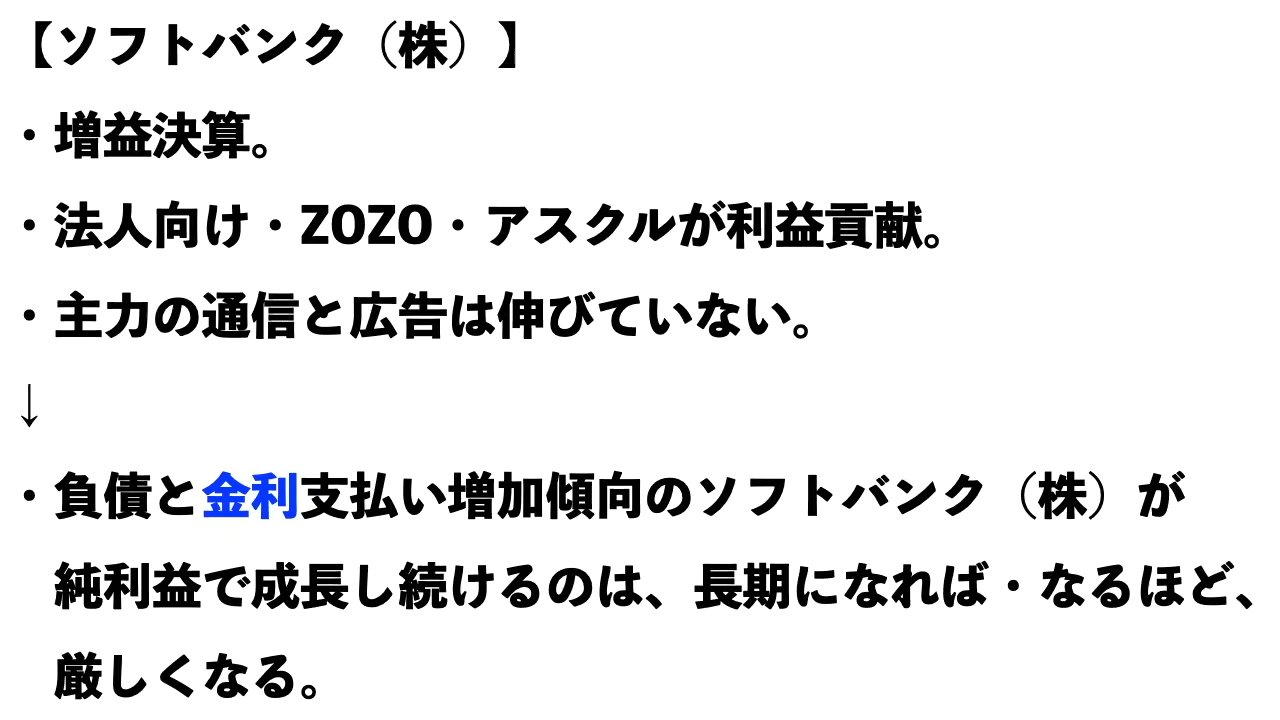 【ソフトバンク（株）】
・増益決算。
・法人向け・ZOZO・アスクルが利益貢献。
・主力の通信と広告は伸びていない。
↓
・負債と金利支払い増加傾向のソフトバンク（株）が
純利益で成長し続けるのは、長期になれば・なるほど、
厳しくなる。